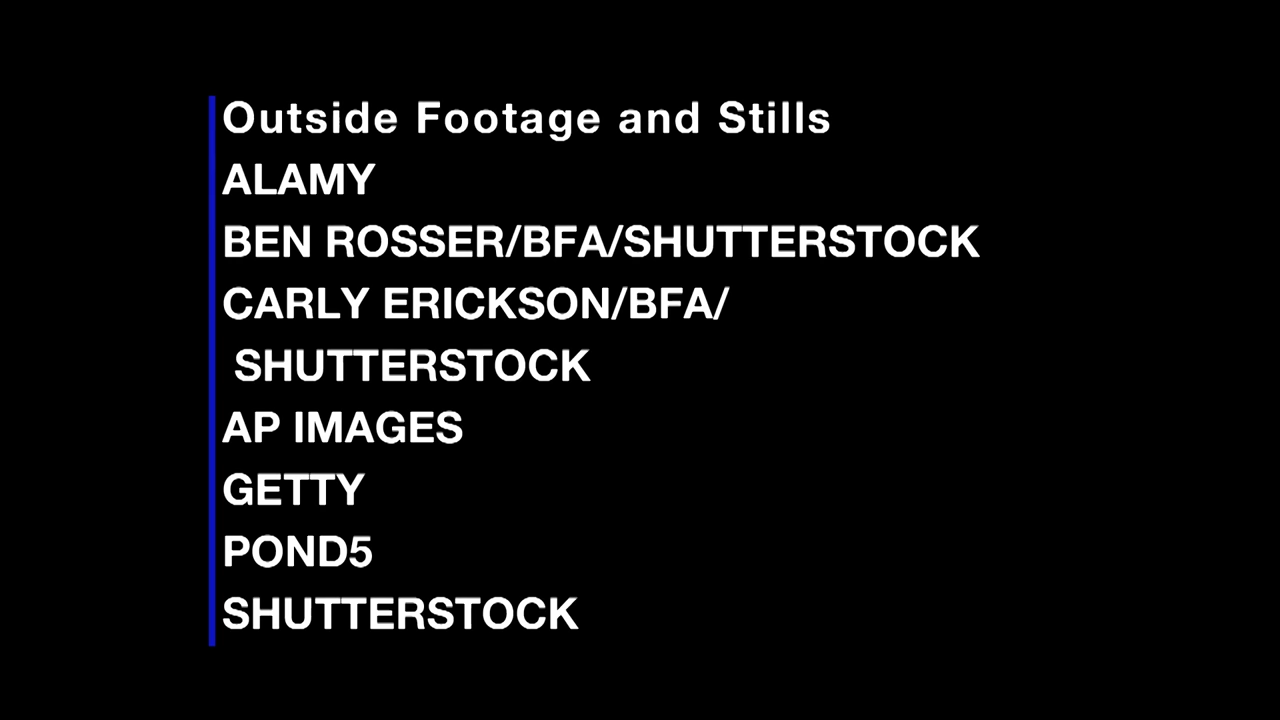 Outside Footage and Stills
ALAMY
BEN ROSSER/BFA/SHUTTERSTOCK
CARLY ERICKSON/BFA/
SHUTTERSTOCK
AP IMAGES
GETTY
POND5
SHUTTERSTOCK